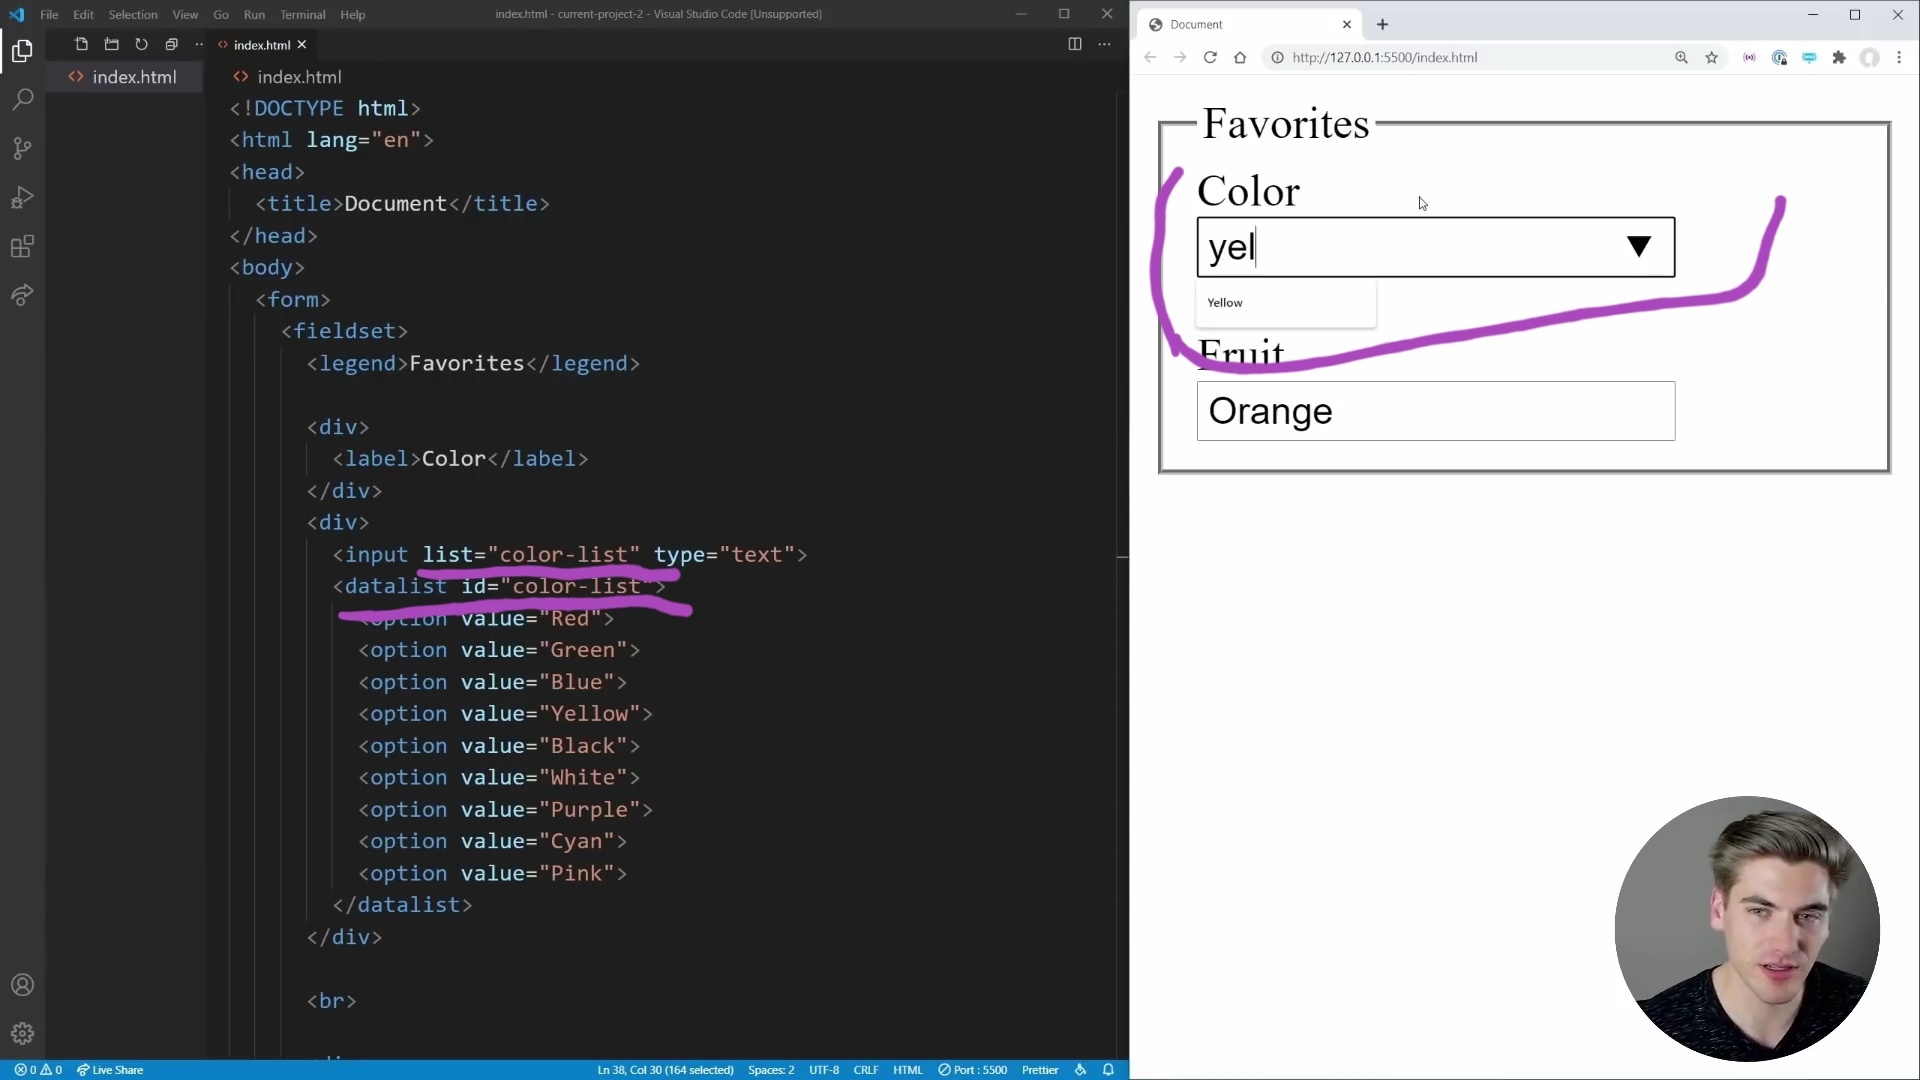 File Edit Selection View Go Run Terminal Help
index.html - current-project-2 - Visual Studio Code [Unsupported]
index.html
index.html
index.html
<!DOCTYPE html>
<html lang="en">
<head>
<title>Document</title>
</head>
<body>
<form>
<fieldset>
<legend>Favorites</legend>
<div>
<label>Color</label>
</div>
<div>
<input list="color-list" type="text">
<datalist id="color-list">
<option value="Red">
<option value="Green">
<option value="Blue">
<option value="Yellow">
<option value="Black">
<option value="White">
<option value="Purple">
<option value="Cyan">
<option value="Pink">
</datalist>
</div>
<br>
0 0 Live Share
Ln 38, Col 30 (164 selected) Spaces: 2 UTF-8 CRLF HTML Port : 5500 Prettier
Document
http://127.0.0.1:5500/index.html
Favorites
Color
yel
Yellow
Fruit
Orange